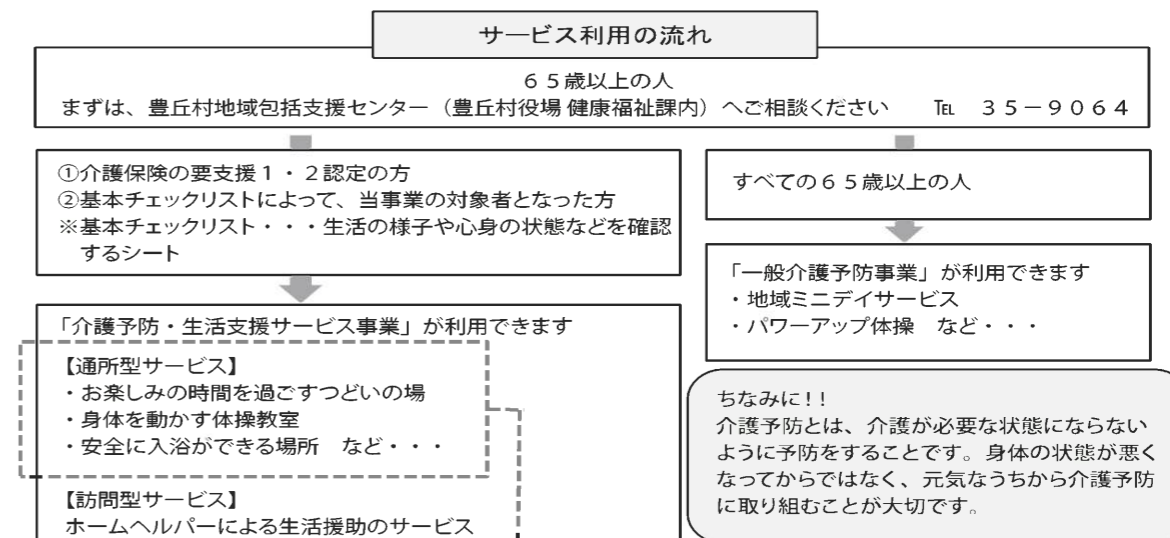 サービス利用の流れ
65歳以上の人
まずは、豊丘村地域包括支援センター（豊丘村役場 健康福祉課内）へご相談ください　℡　35－9064
①介護保険の要支援1・2認定の方
②基本チェックリストによって、当事業の対象者となった方
※基本チェックリスト・・・生活の様子や心身の状態などを確認
するシート
「介護予防・生活支援サービス事業」が利用できます
【通所型サービス】
・お楽しみの時間を過ごすつどいの場
・身体を動かす体操教室
・安全に入浴ができる場所　など・・・
【訪問型サービス】
ホームヘルパーによる生活援助のサービス
すべての65歳以上の人
「一般介護予防事業」が利用できます
・地域ミニデイサービス
・パワーアップ体操　など・・・
ちなみに！！
介護予防とは、介護が必要な状態にならない
ように予防をすることです。身体の状態が悪く
なってからではなく、元気なうちから介護予防
に取り組むことが大切です。